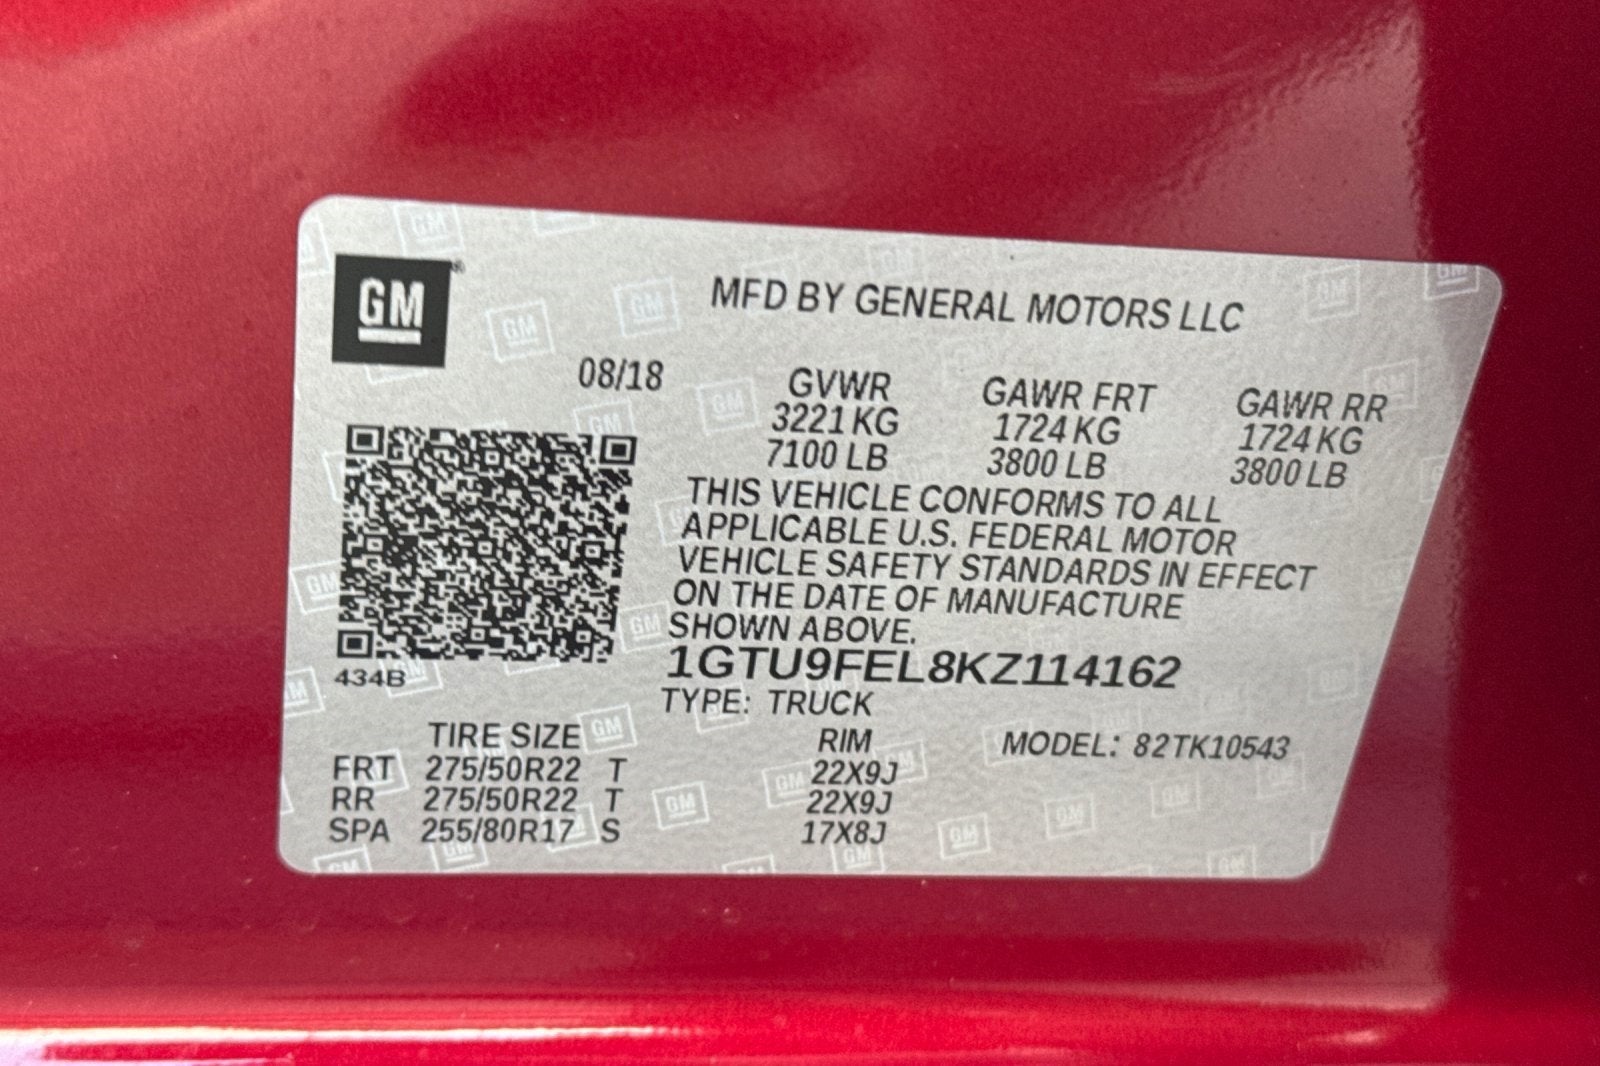 GM
MFD BY GENERAL MOTORS LLC
08/18
GVWR GAWR FRT GAWR RR
3221 KG 1724 KG 1724 KG
7100 LB 3800 LB 3800 LB
THIS VEHICLE CONFORMS TO ALL
APPLICABLE U.S. FEDERAL MOTOR
VEHICLE SAFETY STANDARDS IN EFFECT
ON THE DATE OF MANUFACTURE
SHOWN ABOVE.
434B
1GTU9FEL8KZ114162
TYPE: TRUCK
TIRE SIZE RIM MODEL: 82TK10543
FRT 275/50R22 T 22X9J
RR 275/50R22 T 22X9J
SPA 255/80R17 S 17X8J